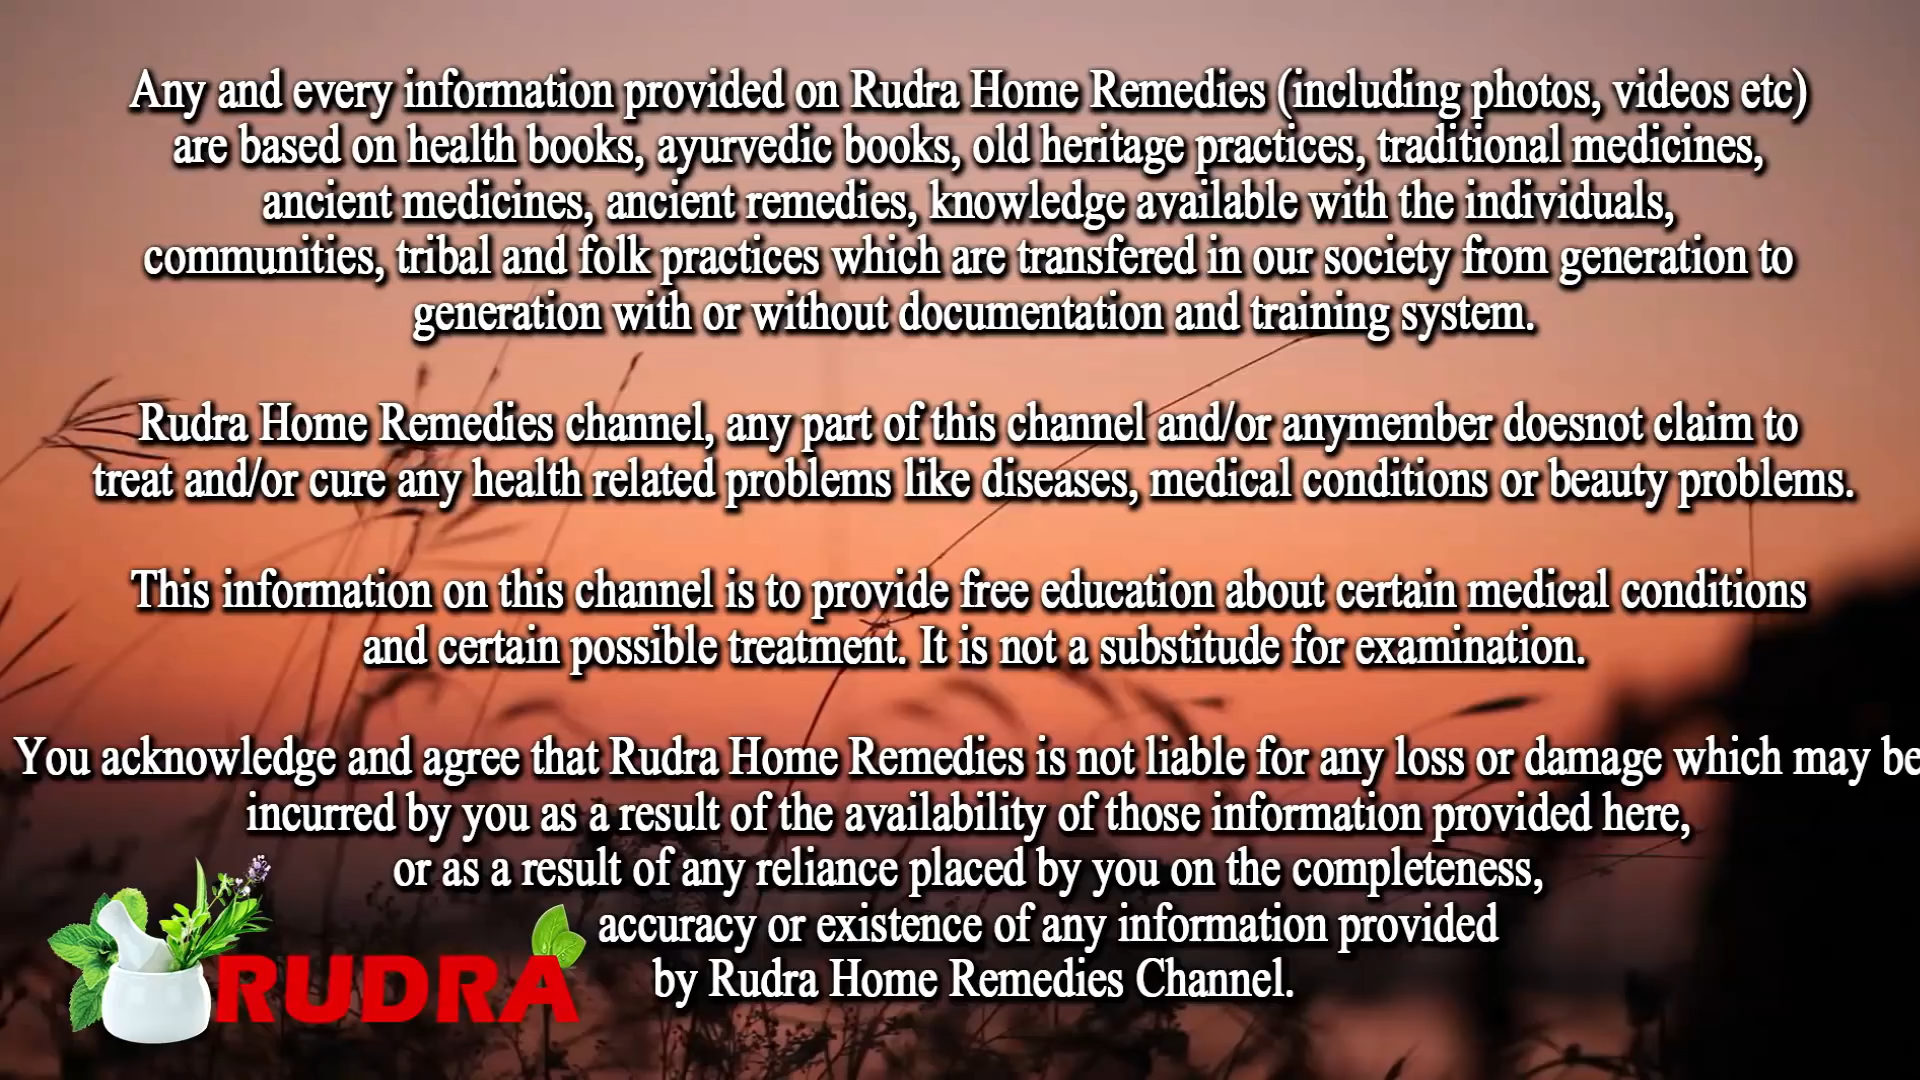 Any and every information provided on Rudra Home Remedies (including photos, videos etc)
are based on health books, ayurvedic books, old heritage practices, traditional medicines,
ancient medicines, ancient remedies, knowledge available with the individuals,
communities, tribal and folk practices which are transfered in our society from generation to
generation with or without documentation and training system.
Rudra Home Remedies channel, any part of this channel and/or anymember doesnot claim to
treat and/or cure any health related problems like diseases, medical conditions or beauty problems.
This information on this channel is to provide free education about certain medical conditions
and certain possible treatment. It is not a substitude for examination.
You acknowledge and agree that Rudra Home Remedies is not liable for any loss or damage which may be
incurred by you as a result of the availability of those information provided here,
or as a result of any reliance placed by you on the completeness,
accuracy or existence of any information provided
by Rudra Home Remedies Channel.
RUDRA